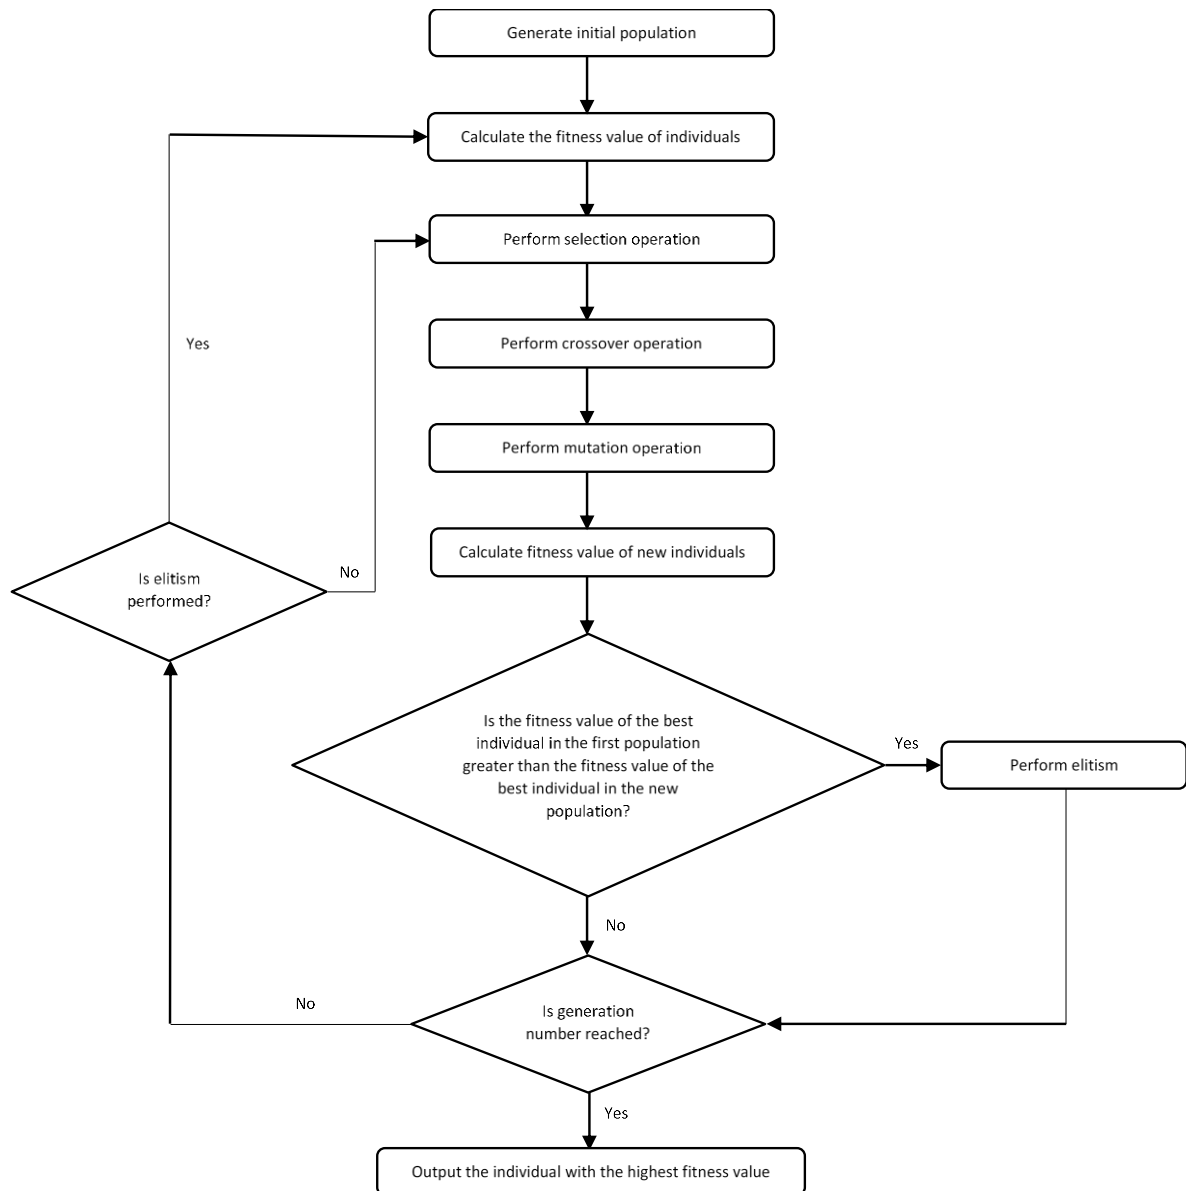 Generate initial population
Calculate the fitness value of individuals
Perform selection operation
Yes
Perform crossover operation
Perform mutation operation
Calculate fitness value of new individuals
Is elitism
performed?
No
Is the fitness value of the best
individual in the first population
greater than the fitness value of the
best individual in the new
population?
Yes
Perform elitism
No
No
Is generation
number reached?
Yes
Output the individual with the highest fitness value